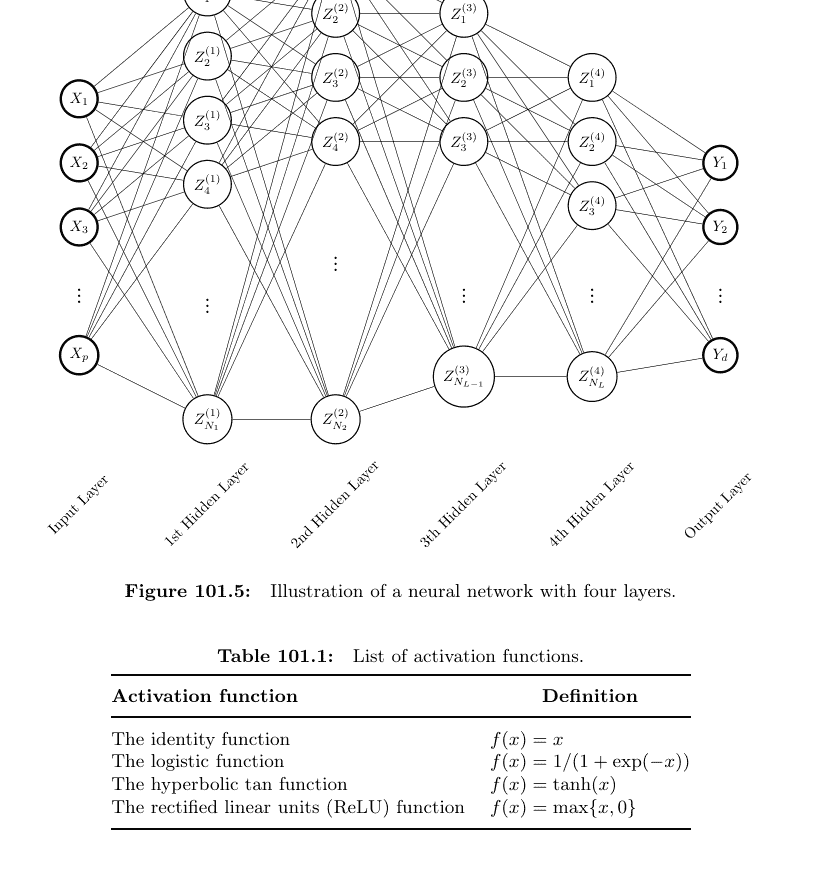 Z_2^{(2)} Z_1^{(3)}
Z_2^{(1)}
Z_3^{(2)} Z_2^{(3)} Z_1^{(4)}
X_1
Z_3^{(1)}
Z_4^{(2)} Z_3^{(3)} Z_2^{(4)}
X_2 Y_1
Z_4^{(1)}
Z_3^{(4)}
X_3 Y_2
⋮
⋮ ⋮ ⋮ ⋮
⋮
X_p Y_d
Z_{N_{L-1}}^{(3)} Z_{N_L}^{(4)}
Z_{N_1}^{(1)} Z_{N_2}^{(2)}
Input Layer
1st Hidden Layer
2nd Hidden Layer
3th Hidden Layer
4th Hidden Layer
Output Layer
Figure 101.5: Illustration of a neural network with four layers.
Table 101.1: List of activation functions.
Activation function Definition
The identity function f(x) = x
The logistic function f(x) = 1/(1 + exp(−x))
The hyperbolic tan function f(x) = tanh(x)
The rectified linear units (ReLU) function f(x) = max{x, 0}